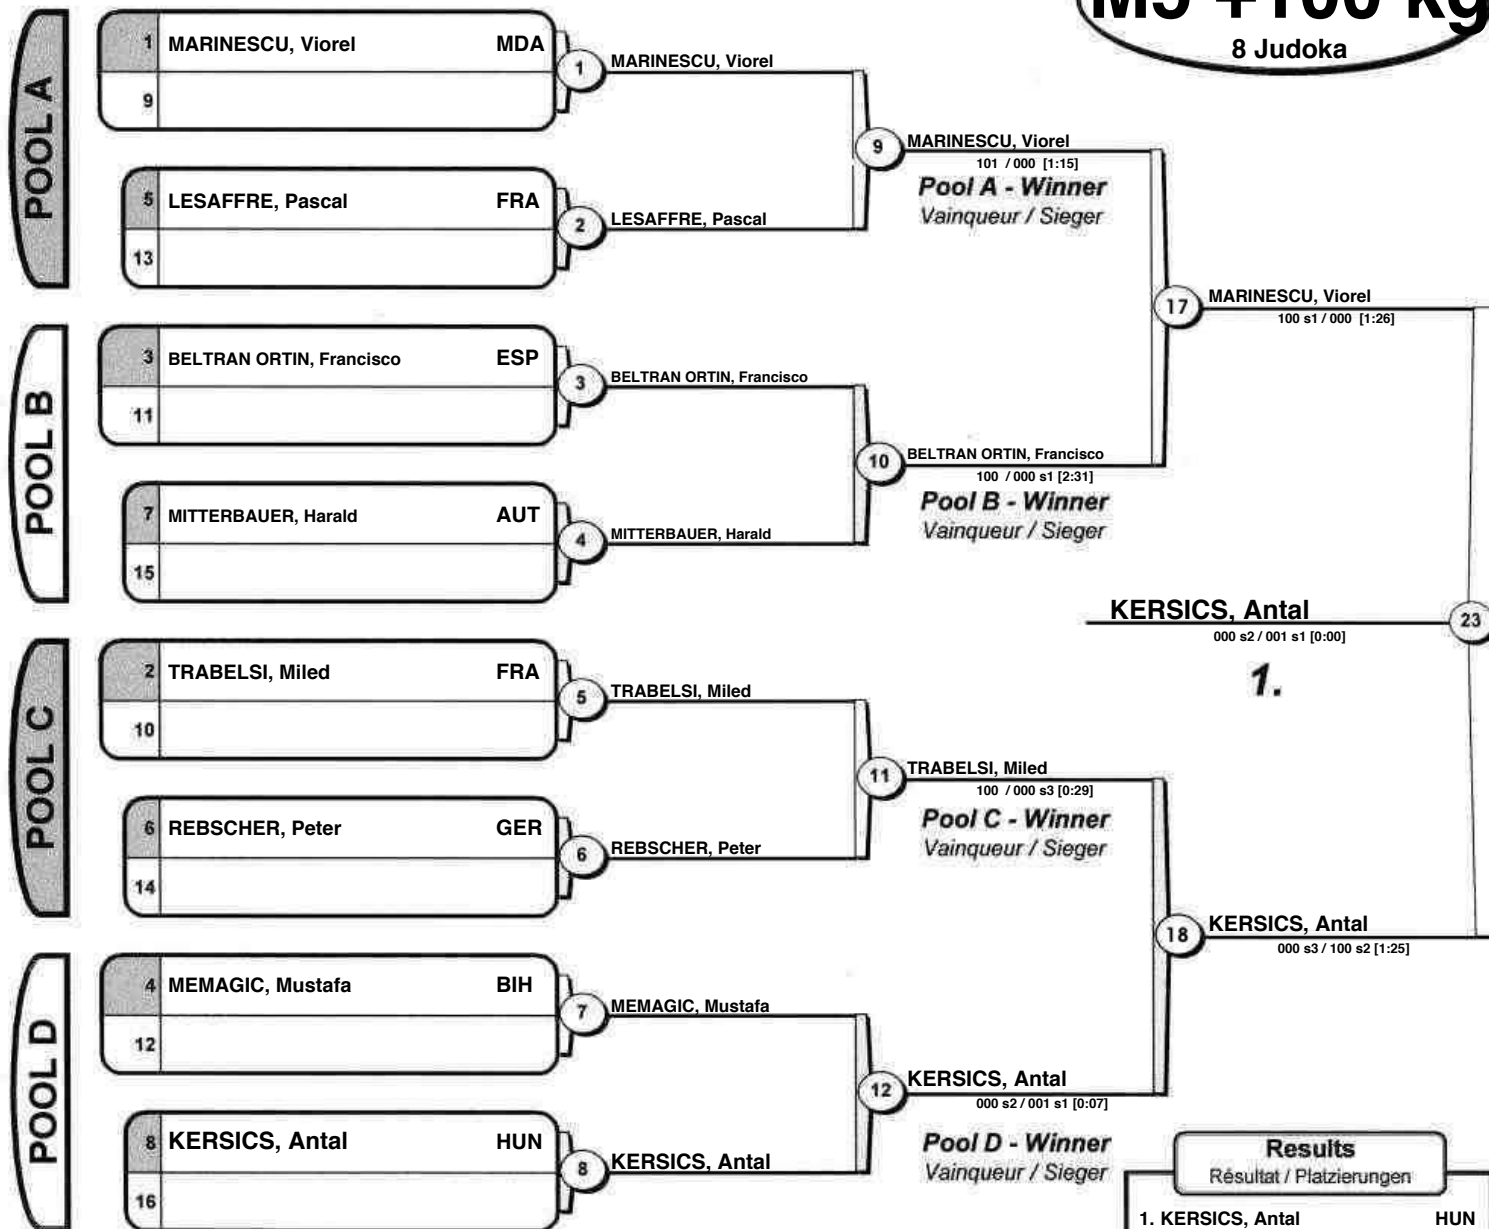 M5 +100 kg
8 Judoka
POOL A
1 MARINESCU, Viorel MDA
9
5 LESAFFRE, Pascal FRA
13
1 MARINESCU, Viorel
2 LESAFFRE, Pascal
9 MARINESCU, Viorel
101 / 000 [1:15]
Pool A - Winner
Vainqueur / Sieger
POOL B
3 BELTRAN ORTIN, Francisco ESP
11
7 MITTERBAUER, Harald AUT
15
3 BELTRAN ORTIN, Francisco
4 MITTERBAUER, Harald
10 BELTRAN ORTIN, Francisco
100 / 000 s1 [2:31]
Pool B - Winner
Vainqueur / Sieger
17 MARINESCU, Viorel
100 s1 / 000 [1:26]
KERSICS, Antal 23
000 s2 / 001 s1 [0:00]
1.
POOL C
2 TRABELSI, Miled FRA
10
6 REBSCHER, Peter GER
14
5 TRABELSI, Miled
6 REBSCHER, Peter
11 TRABELSI, Miled
100 / 000 s3 [0:29]
Pool C - Winner
Vainqueur / Sieger
18 KERSICS, Antal
000 s3 / 100 s2 [1:25]
POOL D
4 MEMAGIC, Mustafa BIH
12
8 KERSICS, Antal HUN
16
7 MEMAGIC, Mustafa
8 KERSICS, Antal
12 KERSICS, Antal
000 s2 / 001 s1 [0:07]
Pool D - Winner
Vainqueur / Sieger
Results
Résultat / Platzierungen
1. KERSICS, Antal HUN